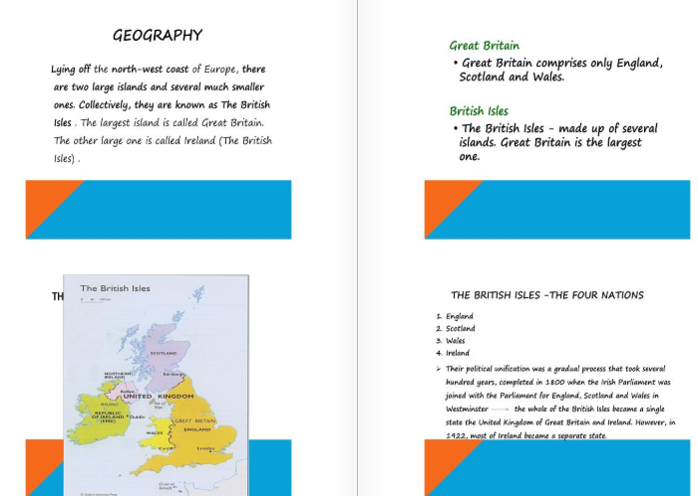 GEOGRAPHY
Lying off the north-west coast of Europe, there
are two large islands and several much smaller
ones. Collectively, they are known as The British
Isles . The largest island is called Great Britain.
The other large one is called Ireland (The British
Isles) .
Great Britain
• Great Britain comprises only England,
Scotland and Wales.
British Isles
• The British Isles - made up of several
islands. Great Britain is the largest
one.
TH
The British Isles
SCOTLAND
Edinburgh
NORTHERN
IRELAND
Belfast
UNITED KINGDOM
Isle of
Man
REPUBLIC
OF IRELAND
(EIRE)
Dublin
GREAT BRITAIN
WALES
ENGLAND
Cardiff
London
THE BRITISH ISLES -THE FOUR NATIONS
1. England
2. Scotland
3. Wales
4. Ireland
➢ Their political unification was a gradual process that took several
hundred years, completed in 1800 when the Irish Parliament was
joined with the Parliament for England, Scotland and Wales in
Westminster ⟶ the whole of the British Isles became a single
state the United Kingdom of Great Britain and Ireland. However, in
1922, most of Ireland became a separate state.